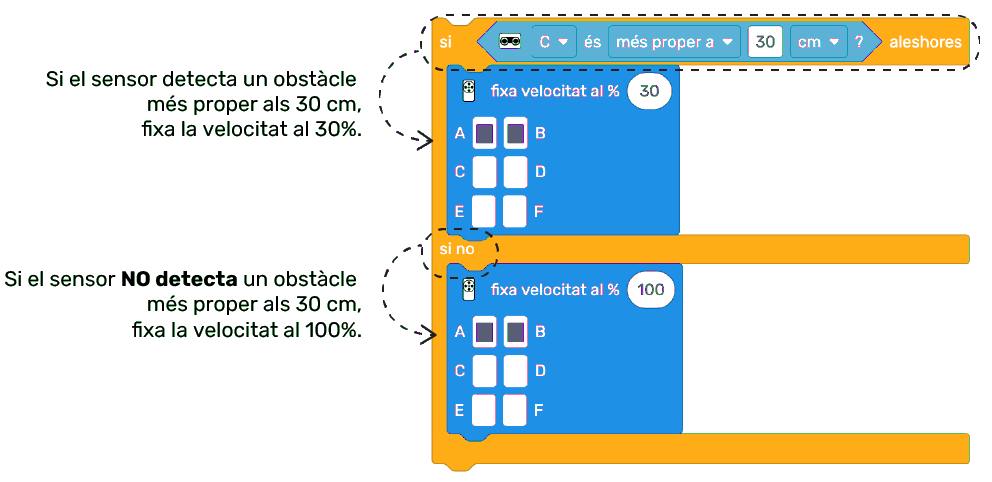 si C és més proper a 30 cm ? aleshores
Si el sensor detecta un obstàcle
més proper als 30 cm,
fixa la velocitat al 30%.
fixa velocitat al % 30
A B
C D
E F
si no
Si el sensor NO detecta un obstàcle
més proper als 30 cm,
fixa la velocitat al 100%.
fixa velocitat al % 100
A B
C D
E F